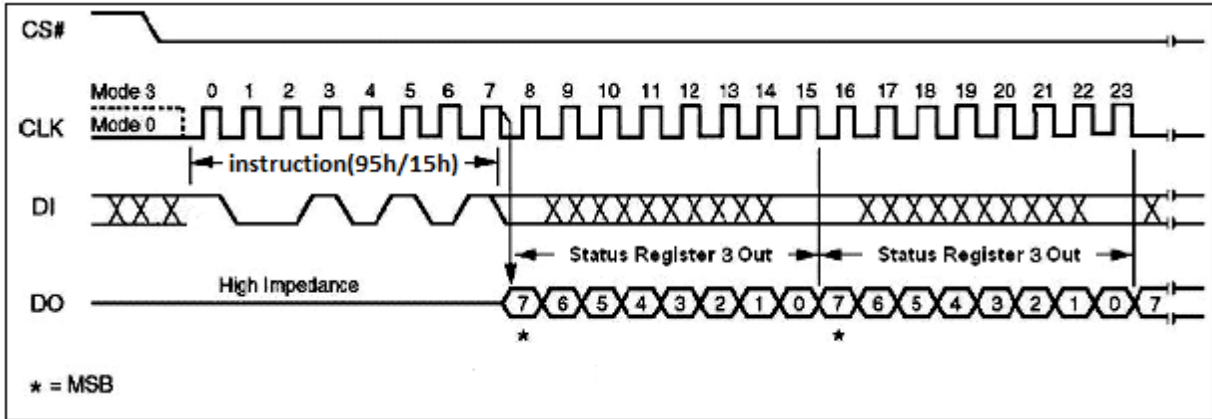 CS#
Mode 3 0 1 2 3 4 5 6 7 8 9 10 11 12 13 14 15 16 17 18 19 20 21 22 23
CLK Mode 0
instruction(95h/15h)
DI
Status Register 3 Out Status Register 3 Out
High Impedance
DO 7 6 5 4 3 2 1 0 7 6 5 4 3 2 1 0 7
* *
* = MSB